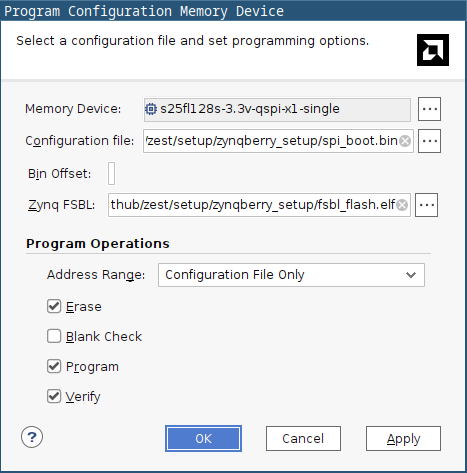 Program Configuration Memory Device
Select a configuration file and set programming options.
Memory Device: s25fl128s-3.3v-qspi-x1-single ...
Configuration file: /zest/setup/zynqberry_setup/spi_boot.bin ...
Bin Offset:
Zynq FSBL: thub/zest/setup/zynqberry_setup/fsbl_flash.elf ...
Program Operations
Address Range: Configuration File Only
Erase
Blank Check
Program
Verify
? OK Cancel Apply